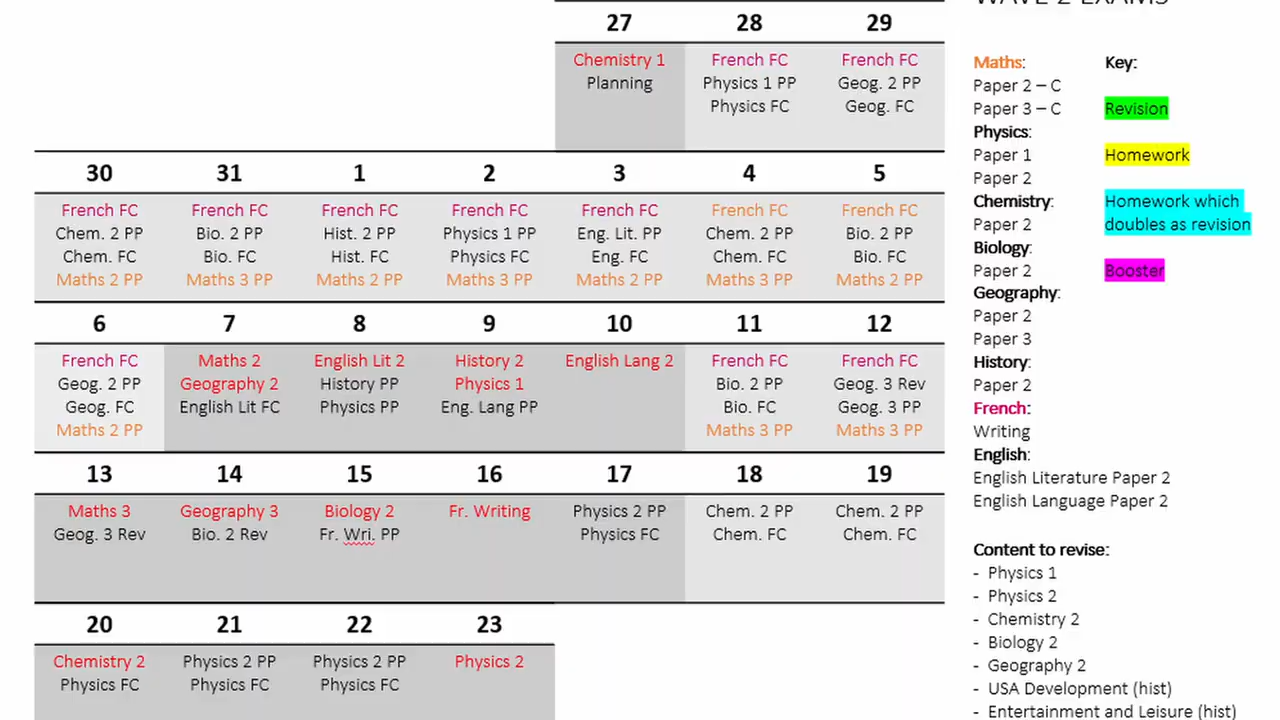 WAVE 2 EXAMS
27 28 29
Chemistry 1 French FC French FC
Planning Physics 1 PP Geog. 2 PP
Physics FC Geog. FC
30 31 1 2 3 4 5
French FC French FC French FC French FC French FC French FC French FC
Chem. 2 PP Bio. 2 PP Hist. 2 PP Physics 1 PP Eng. Lit. PP Chem. 2 PP Bio. 2 PP
Chem. FC Bio. FC Hist. FC Physics FC Eng. FC Chem. FC Bio. FC
Maths 2 PP Maths 3 PP Maths 2 PP Maths 3 PP Maths 2 PP Maths 3 PP Maths 2 PP
6 7 8 9 10 11 12
French FC Maths 2 English Lit 2 History 2 English Lang 2 French FC French FC
Geog. 2 PP Geography 2 History PP Physics 1 Bio. 2 PP Geog. 3 Rev
Geog. FC English Lit FC Physics PP Eng. Lang PP Bio. FC Geog. 3 PP
Maths 2 PP Maths 3 PP Maths 3 PP
13 14 15 16 17 18 19
Maths 3 Geography 3 Biology 2 Fr. Writing Physics 2 PP Chem. 2 PP Chem. 2 PP
Geog. 3 Rev Bio. 2 Rev Fr. Wri. PP Physics FC Chem. FC Chem. FC
20 21 22 23
Chemistry 2 Physics 2 PP Physics 2 PP Physics 2
Physics FC Physics FC Physics FC
Maths:
Paper 2 – C
Paper 3 – C
Physics:
Paper 1
Paper 2
Chemistry:
Paper 2
Biology:
Paper 2
Geography:
Paper 2
Paper 3
History:
Paper 2
French:
Writing
English:
English Literature Paper 2
English Language Paper 2
Key:
Revision
Homework
Homework which
doubles as revision
Booster
Content to revise:
- Physics 1
- Physics 2
- Chemistry 2
- Biology 2
- Geography 2
- USA Development (hist)
- Entertainment and Leisure (hist)